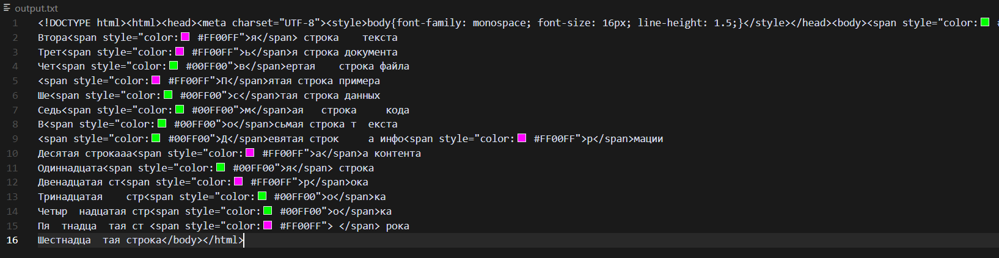 output.txt
1 <!DOCTYPE html><html><head><meta charset="UTF-8"><style>body{font-family: monospace; font-size: 16px; line-height: 1.5;}</style></head><body><span style="color: #
2 Втора<span style="color: #FF00FF">я</span> строка    текста
3 Трет<span style="color: #FF00FF">ь</span>я строка документа
4 Чет<span style="color: #00FF00">в</span>ертая    строка файла
5 <span style="color: #FF00FF">П</span>ятая строка примера
6 Ше<span style="color: #00FF00">с</span>тая строка данных
7 Седь<span style="color: #00FF00">м</span>ая   строка     кода
8 В<span style="color: #00FF00">о</span>сьмая строка т  екста
9 <span style="color: #00FF00">Д</span>евятая строк     а инфо<span style="color: #FF00FF">р</span>мации
10 Десятая строкааа<span style="color: #FF00FF">а</span>а контента
11 Одиннадцата<span style="color: #00FF00">я</span> строка
12 Двенадцатая ст<span style="color: #FF00FF">р</span>ока
13 Тринадцатая    стр<span style="color: #00FF00">о</span>ка
14 Четыр  надцатая стр<span style="color: #00FF00">о</span>ка
15 Пя  тнадца  тая ст <span style="color: #FF00FF"> </span> рока
16 Шестнадца  тая строка</body></html>